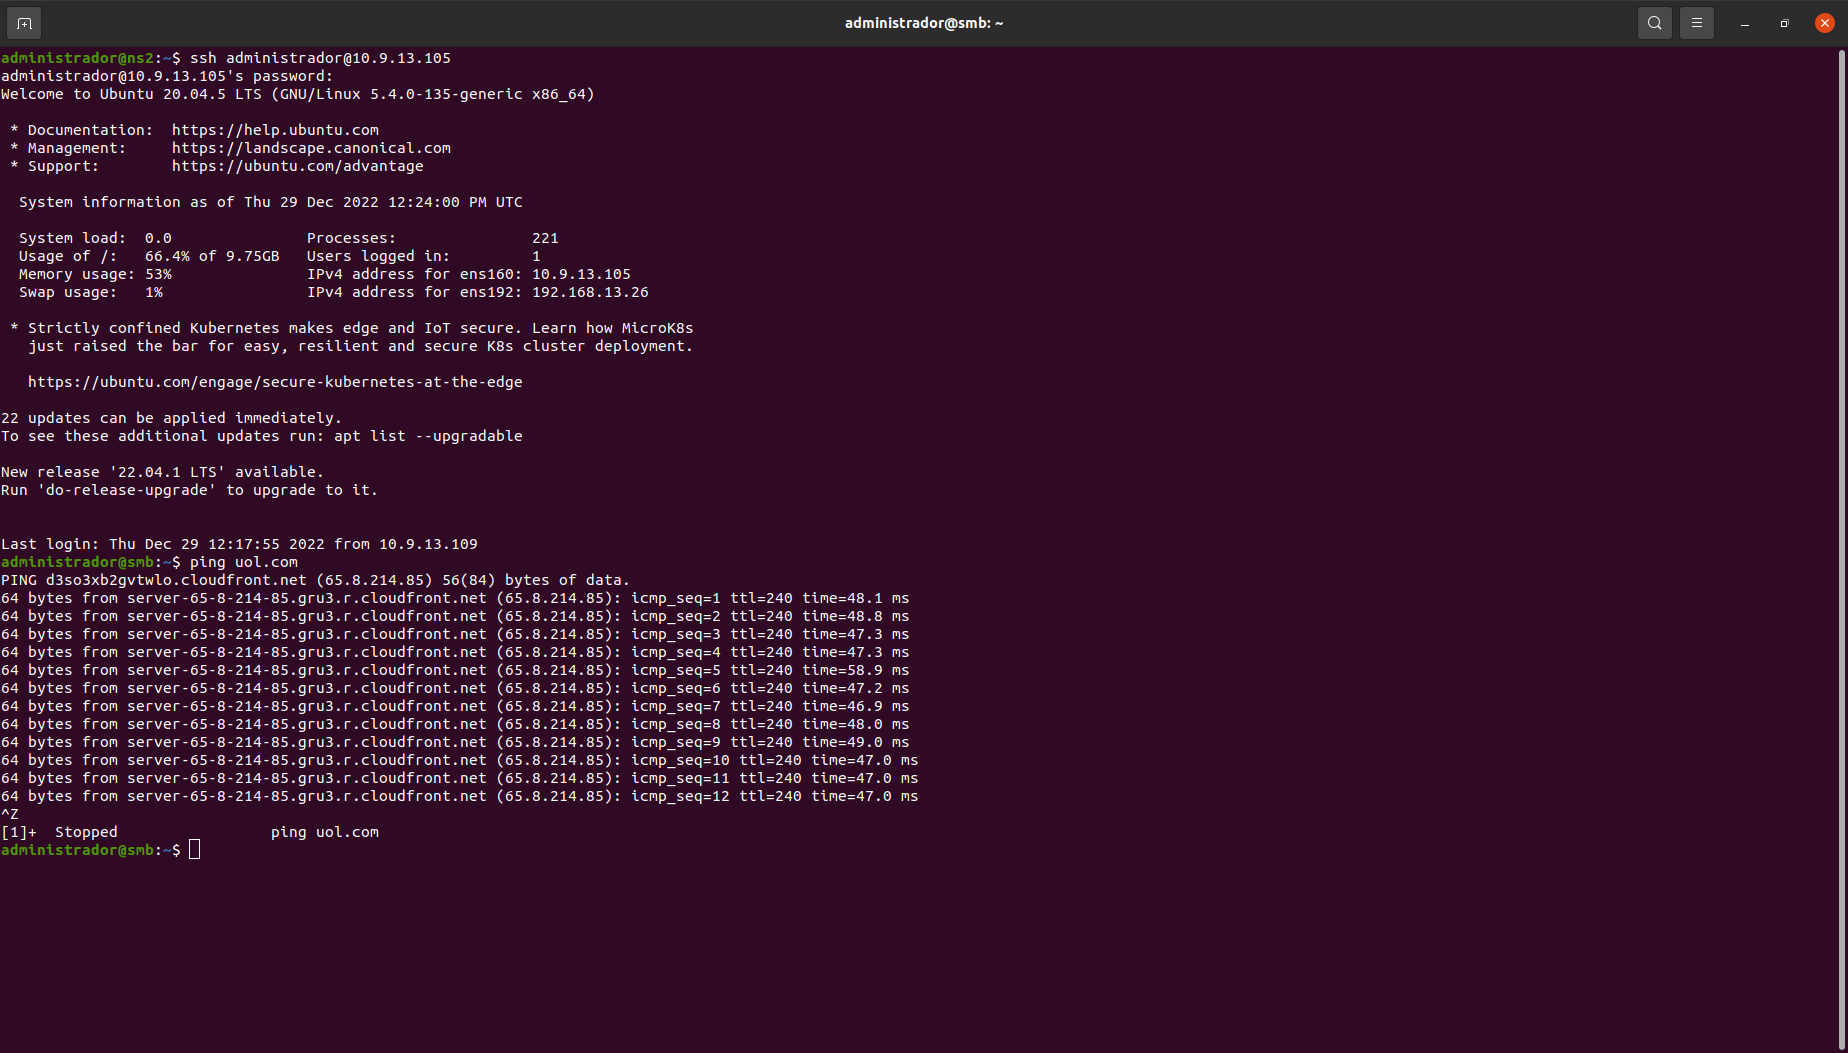 administrador@smb: ~
administrador@ns2:~$ ssh administrador@10.9.13.105
administrador@10.9.13.105's password:
Welcome to Ubuntu 20.04.5 LTS (GNU/Linux 5.4.0-135-generic x86_64)
 * Documentation:  https://help.ubuntu.com
 * Management:     https://landscape.canonical.com
 * Support:        https://ubuntu.com/advantage
  System information as of Thu 29 Dec 2022 12:24:00 PM UTC
  System load:  0.0               Processes:               221
  Usage of /:   66.4% of 9.75GB   Users logged in:         1
  Memory usage: 53%               IPv4 address for ens160: 10.9.13.105
  Swap usage:   1%                IPv4 address for ens192: 192.168.13.26
 * Strictly confined Kubernetes makes edge and IoT secure. Learn how MicroK8s
   just raised the bar for easy, resilient and secure K8s cluster deployment.
   https://ubuntu.com/engage/secure-kubernetes-at-the-edge
22 updates can be applied immediately.
To see these additional updates run: apt list --upgradable
New release '22.04.1 LTS' available.
Run 'do-release-upgrade' to upgrade to it.
Last login: Thu Dec 29 12:17:55 2022 from 10.9.13.109
administrador@smb:~$ ping uol.com
PING d3so3xb2gvtwlo.cloudfront.net (65.8.214.85) 56(84) bytes of data.
64 bytes from server-65-8-214-85.gru3.r.cloudfront.net (65.8.214.85): icmp_seq=1 ttl=240 time=48.1 ms
64 bytes from server-65-8-214-85.gru3.r.cloudfront.net (65.8.214.85): icmp_seq=2 ttl=240 time=48.8 ms
64 bytes from server-65-8-214-85.gru3.r.cloudfront.net (65.8.214.85): icmp_seq=3 ttl=240 time=47.3 ms
64 bytes from server-65-8-214-85.gru3.r.cloudfront.net (65.8.214.85): icmp_seq=4 ttl=240 time=47.3 ms
64 bytes from server-65-8-214-85.gru3.r.cloudfront.net (65.8.214.85): icmp_seq=5 ttl=240 time=58.9 ms
64 bytes from server-65-8-214-85.gru3.r.cloudfront.net (65.8.214.85): icmp_seq=6 ttl=240 time=47.2 ms
64 bytes from server-65-8-214-85.gru3.r.cloudfront.net (65.8.214.85): icmp_seq=7 ttl=240 time=46.9 ms
64 bytes from server-65-8-214-85.gru3.r.cloudfront.net (65.8.214.85): icmp_seq=8 ttl=240 time=48.0 ms
64 bytes from server-65-8-214-85.gru3.r.cloudfront.net (65.8.214.85): icmp_seq=9 ttl=240 time=49.0 ms
64 bytes from server-65-8-214-85.gru3.r.cloudfront.net (65.8.214.85): icmp_seq=10 ttl=240 time=47.0 ms
64 bytes from server-65-8-214-85.gru3.r.cloudfront.net (65.8.214.85): icmp_seq=11 ttl=240 time=47.0 ms
64 bytes from server-65-8-214-85.gru3.r.cloudfront.net (65.8.214.85): icmp_seq=12 ttl=240 time=47.0 ms
^Z
[1]+  Stopped                 ping uol.com
administrador@smb:~$